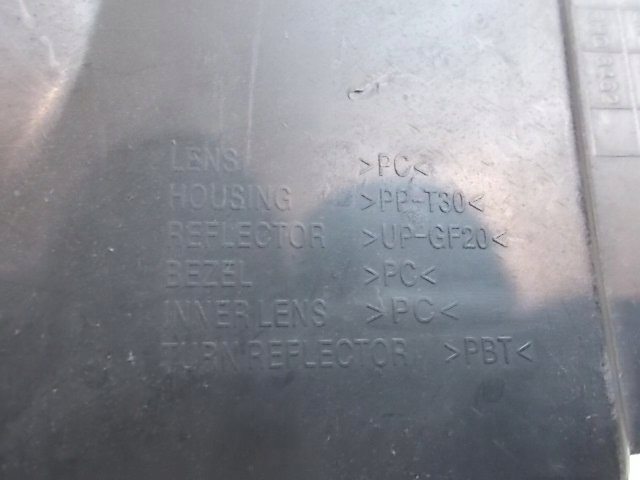 LENS >PC<
HOUSING >PP-T30<
REFLECTOR >UP-GF20<
BEZEL >PC<
INNER LENS >PC<
TURN REFLECTOR >PBT<